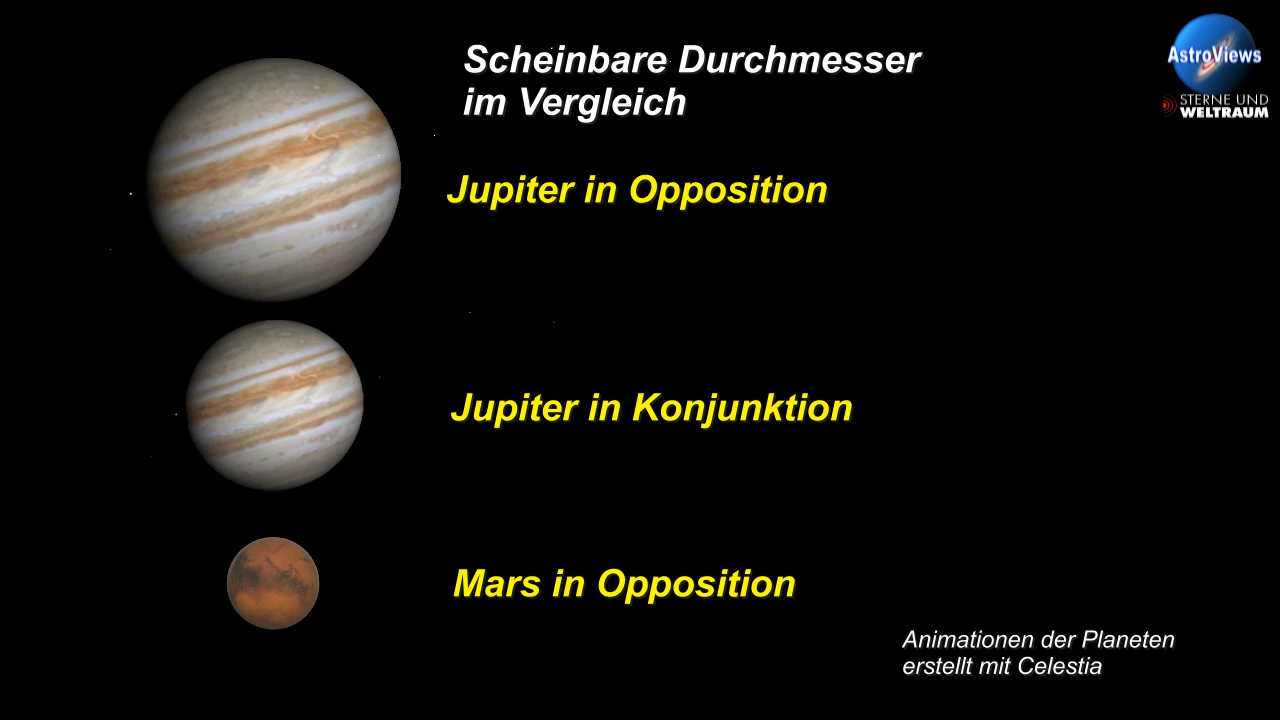 Scheinbare Durchmesser
im Vergleich
AstroViews
STERNE UND
WELTRAUM
Jupiter in Opposition
Jupiter in Konjunktion
Mars in Opposition
Animationen der Planeten
erstellt mit Celestia